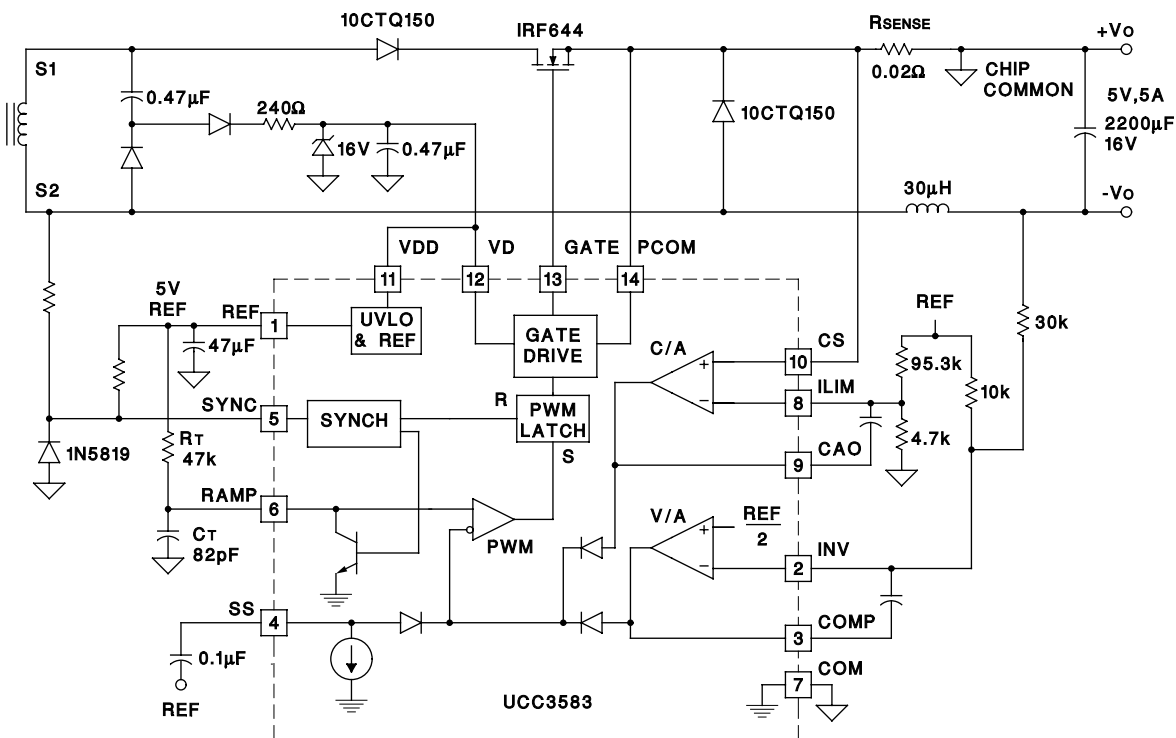 10CTQ150
IRF644
RSENSE
+Vo
S1
0.02Ω
CHIP
COMMON
0.47µF
240Ω
10CTQ150
5V,5A
2200µF
16V
16V
0.47µF
S2
30µH
-Vo
VDD
VD
GATE
PCOM
11
12
13
14
5V
REF
REF
1
UVLO
& REF
GATE
DRIVE
47µF
REF
30k
C/A
+
−
10
CS
95.3k
10k
8
ILIM
SYNC
5
SYNCH
R
PWM
LATCH
S
4.7k
1N5819
RT
47k
9
CAO
RAMP
6
PWM
V/A
+
−
REF
2
CT
82pF
2
INV
SS
4
3
COMP
0.1µF
REF
UCC3583
7
COM